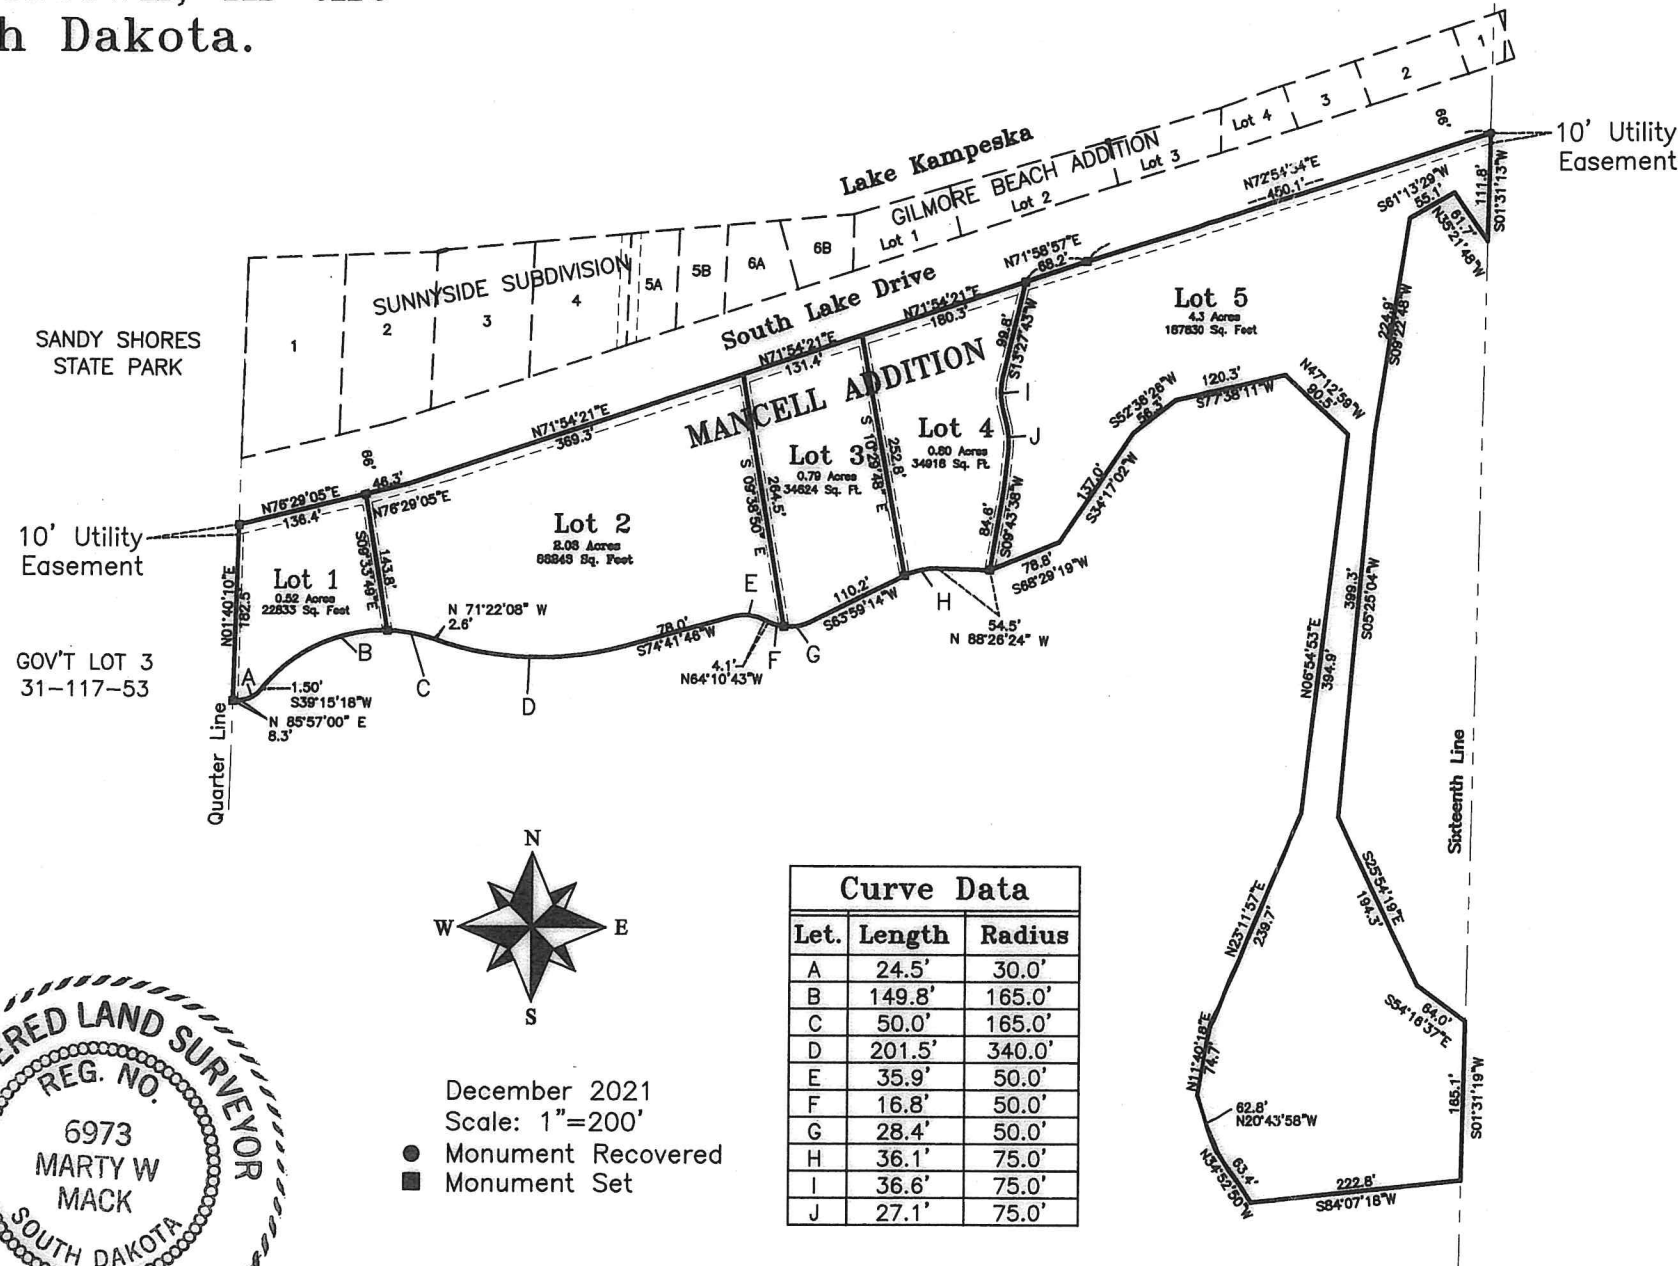 h Dakota.
Lake Kampeska
GILMORE BEACH ADDITION
Lot 1
Lot 2
Lot 3
Lot 4
3
2
1
66'
10' Utility
Easement
SUNNYSIDE SUBDIVISION
1
2
3
4
5A
5B
6A
6B
SANDY SHORES
STATE PARK
South Lake Drive
MANCELL ADDITION
N76°29'05"E
136.4'
66'
46.3'
N76°29'05"E
N71°54'21"E
369.3'
N71°54'21"E
131.4'
N71°54'21"E
180.3'
N71°58'57"E
68.2'
N72°54'34"E
450.1'
S01°31'13"W
111.8'
S61°13'29"W
55.1'
61.7'
N35°21'48"W
224.9'
S09°22'48"W
10' Utility
Easement
GOV'T LOT 3
31-117-53
Quarter Line
N01°40'10"E
182.5'
Lot 1
0.52 Acres
22833 Sq. Feet
S09°33'49"E
143.8'
Lot 2
2.03 Acres
88243 Sq. Feet
S 09°38'50" E
264.5'
Lot 3
0.79 Acres
34624 Sq. Ft.
S 10°29'48" E
252.8'
Lot 4
0.80 Acres
34916 Sq. Ft.
99.8'
S13°27'43"W
I
J
84.6'
S09°43'38"W
Lot 5
4.3 Acres
187830 Sq. Feet
A
1.50'
S39°15'18"W
N 85°57'00" E
8.3'
B
C
N 71°22'08" W
2.6'
D
78.0'
S74°41'46"W
E
4.1'
N64°10'43"W
F
G
110.2'
S63°59'14"W
H
54.5'
N 88°26'24" W
78.8'
S68°29'19"W
137.0'
S34°17'02"W
S52°38'26"W
56.3'
120.3'
S77°38'11"W
N47°12'59"W
90.5'
N06°54'53"E
394.9'
399.3'
S05°25'04"W
Sixteenth Line
N23°11'57"E
239.7'
S25°54'19"E
194.3'
64.0'
S54°16'37"E
N11°40'18"E
74.7'
62.8'
N20°43'58"W
63.4'
N34°52'50"W
222.8'
S84°07'18"W
165.1'
S01°31'19"W
N
W
E
S
December 2021
Scale: 1"=200'
Monument Recovered
Monument Set
Curve Data
Let. Length Radius
A 24.5' 30.0'
B 149.8' 165.0'
C 50.0' 165.0'
D 201.5' 340.0'
E 35.9' 50.0'
F 16.8' 50.0'
G 28.4' 50.0'
H 36.1' 75.0'
I 36.6' 75.0'
J 27.1' 75.0'
ERED LAND SURVEYOR
REG. NO.
6973
MARTY W
MACK
SOUTH DAKOTA